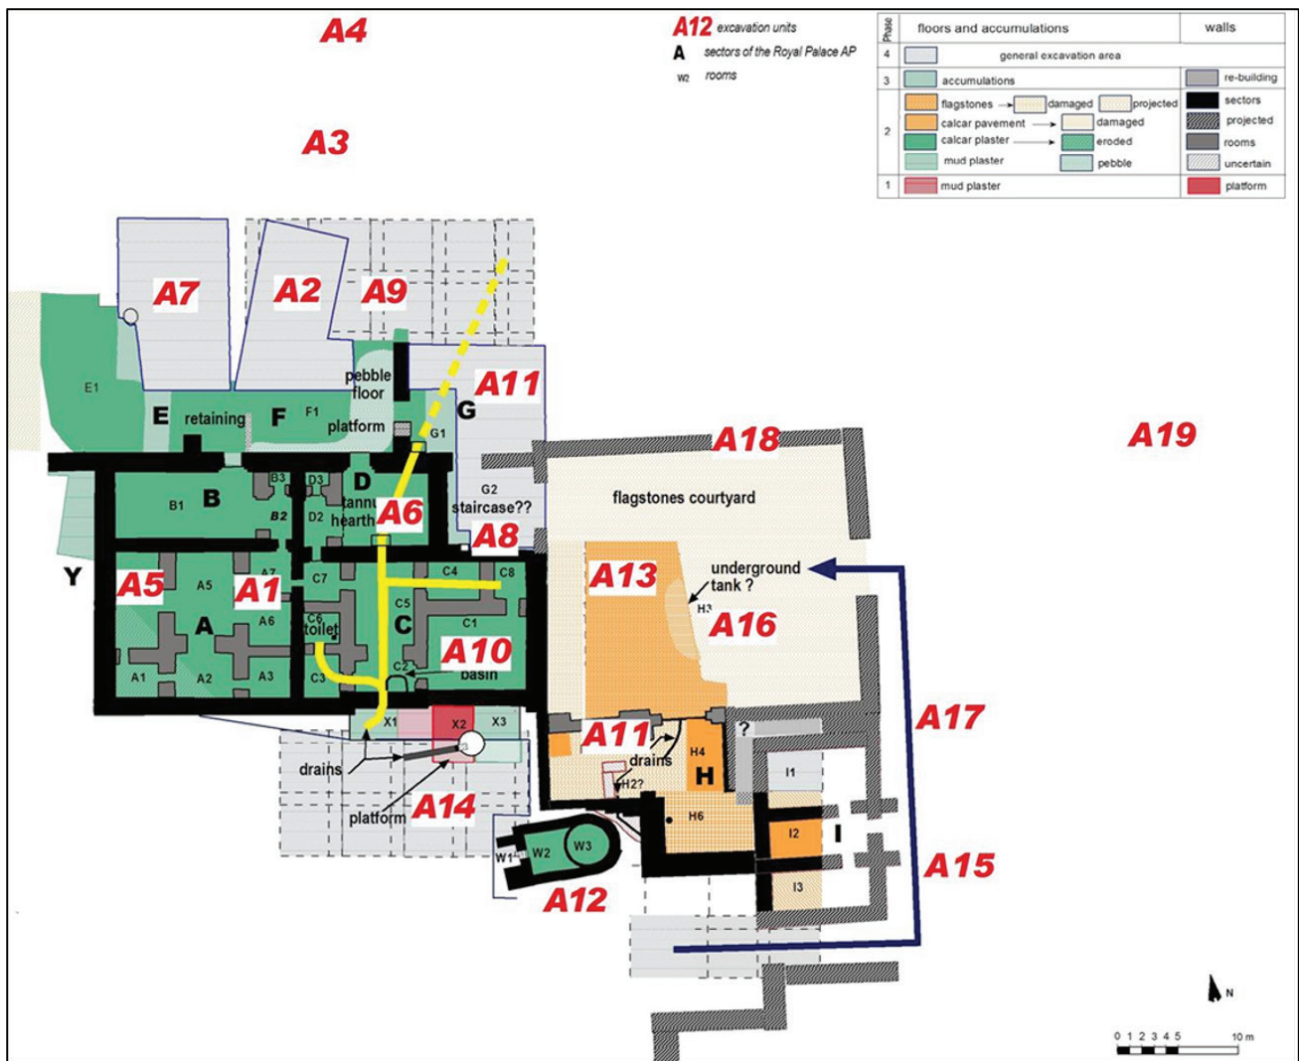 A4
A12 excavation units
A sectors of the Royal Palace AP
W2 rooms
Phase floors and accumulations walls
4 general excavation area
3 accumulations re-building
2 flagstones damaged projected sectors
calcar pavement damaged projected
calcar plaster eroded rooms
mud plaster pebble uncertain
1 mud plaster platform
A3
A7 A2 A9
E1
pebble
floor
A11
E retaining F F1
platform
G
G1
A18
A19
B3 D3 D
B1 B
B2 D2
tannu
hearth
A6
G2
staircase??
flagstones courtyard
A8
Y
A5 A5 A1 A7
C7 C4 C8
A13
underground
tank ?
C5
H3
A16
A A6
C6
toilet
C C1
A10
A1 A2 A3
C3 C2
basin
X1 X2 X3
A11
?
A17
drains
drains
H4
H
I1
platform
A14
H2?
H6
I2 I
W1 W2 W3
A12
I3
A15
N
0 1 2 3 4 5 10 m